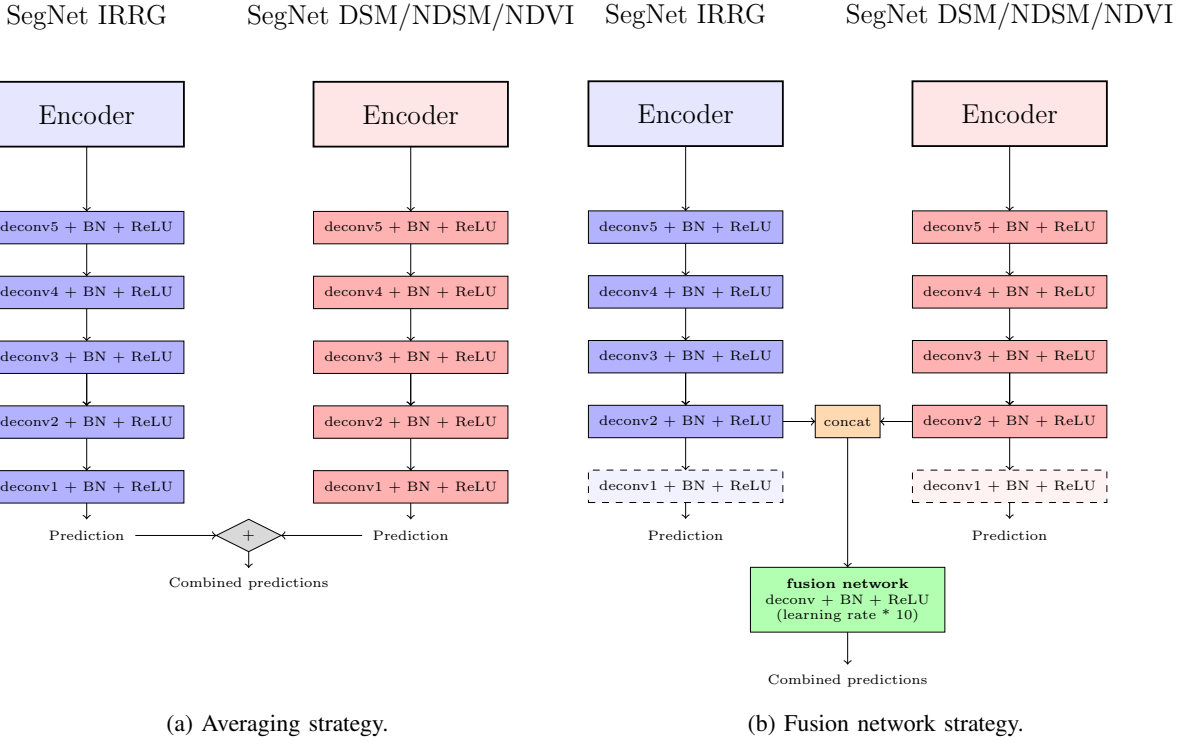 SegNet IRRG
SegNet DSM/NDSM/NDVI
SegNet IRRG
SegNet DSM/NDSM/NDVI
Encoder
Encoder
Encoder
Encoder
deconv5 + BN + ReLU
deconv5 + BN + ReLU
deconv5 + BN + ReLU
deconv5 + BN + ReLU
deconv4 + BN + ReLU
deconv4 + BN + ReLU
deconv4 + BN + ReLU
deconv4 + BN + ReLU
deconv3 + BN + ReLU
deconv3 + BN + ReLU
deconv3 + BN + ReLU
deconv3 + BN + ReLU
deconv2 + BN + ReLU
deconv2 + BN + ReLU
deconv2 + BN + ReLU
concat
deconv2 + BN + ReLU
deconv1 + BN + ReLU
deconv1 + BN + ReLU
deconv1 + BN + ReLU
deconv1 + BN + ReLU
Prediction
+
Prediction
Prediction
Prediction
Combined predictions
fusion network
deconv + BN + ReLU
(learning rate * 10)
Combined predictions
(a) Averaging strategy.
(b) Fusion network strategy.